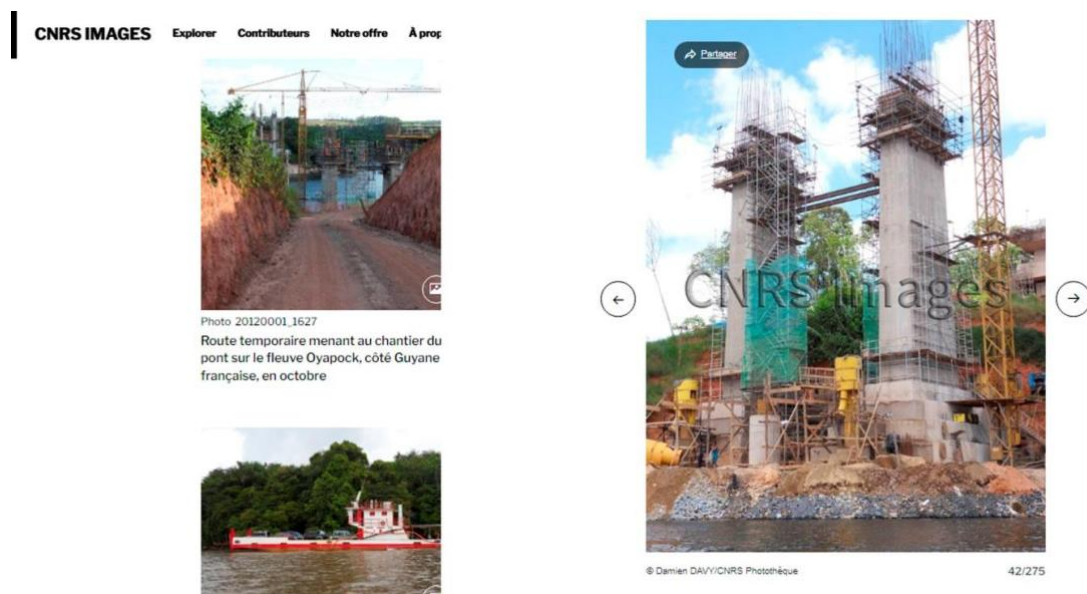 CNRS IMAGES Explorer Contributeurs Notre offre À prop
Photo 20120001_1627
Route temporaire menant au chantier du
pont sur le fleuve Oyapock, côté Guyane
française, en octobre
Partager
CNRS Images
© Damien DAVY/CNRS Photothèque
42/275